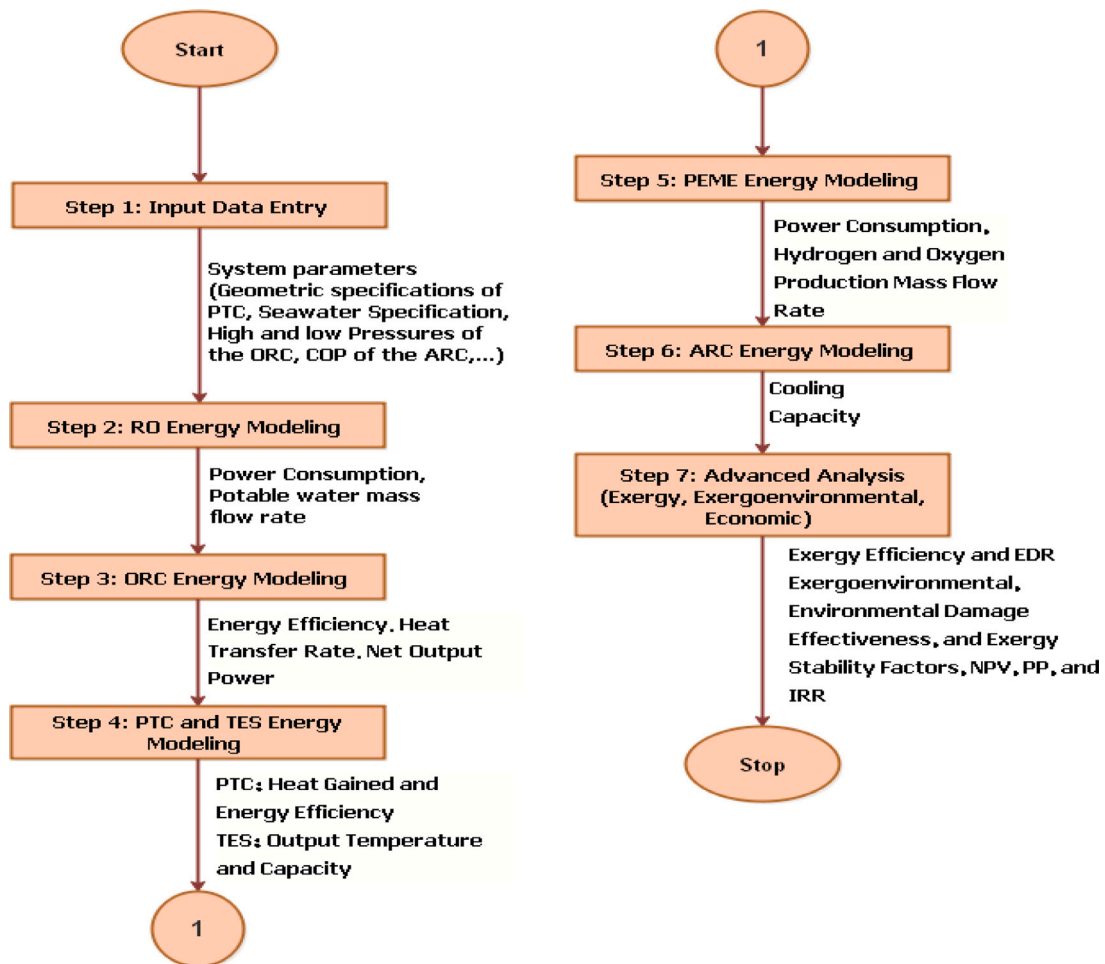 Start
Step 1: Input Data Entry
System parameters
(Geometric specifications of
PTC, Seawater Specification,
High and low Pressures of
the ORC, COP of the ARC,...)
Step 2: RO Energy Modeling
Power Consumption,
Potable water mass
flow rate
Step 3: ORC Energy Modeling
Energy Efficiency, Heat
Transfer Rate, Net Output
Power
Step 4: PTC and TES Energy
Modeling
PTC: Heat Gained and
Energy Efficiency
TES: Output Temperature
and Capacity
1
1
Step 5: PEME Energy Modeling
Power Consumption,
Hydrogen and Oxygen
Production Mass Flow
Rate
Step 6: ARC Energy Modeling
Cooling
Capacity
Step 7: Advanced Analysis
(Exergy, Exergoenvironmental,
Economic)
Exergy Efficiency and EDR
Exergoenvironmental,
Environmental Damage
Effectiveness, and Exergy
Stability Factors, NPV, PP, and
IRR
Stop